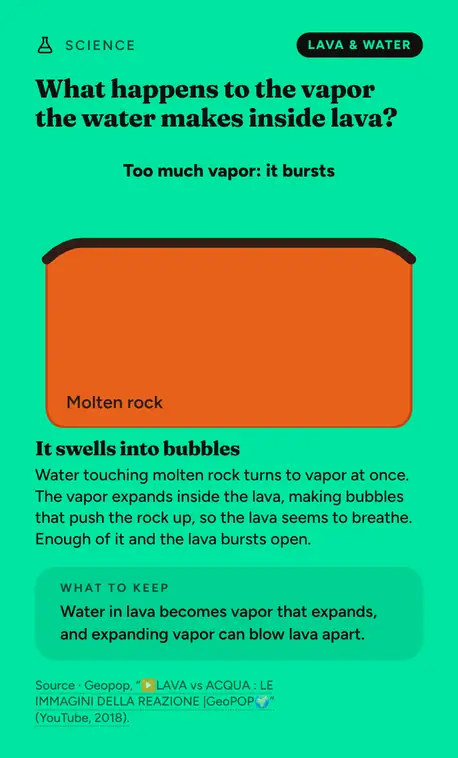 SCIENCE
LAVA & WATER
What happens to the vapor
the water makes inside lava?
Too much vapor: it bursts
Molten rock
It swells into bubbles
Water touching molten rock turns to vapor at once.
The vapor expands inside the lava, making bubbles
that push the rock up, so the lava seems to breathe.
Enough of it and the lava bursts open.
WHAT TO KEEP
Water in lava becomes vapor that expands,
and expanding vapor can blow lava apart.
Source · Geopop, “▶️LAVA vs ACQUA : LE
IMMAGINI DELLA REAZIONE |GeoPOP🌍”
(YouTube, 2018).